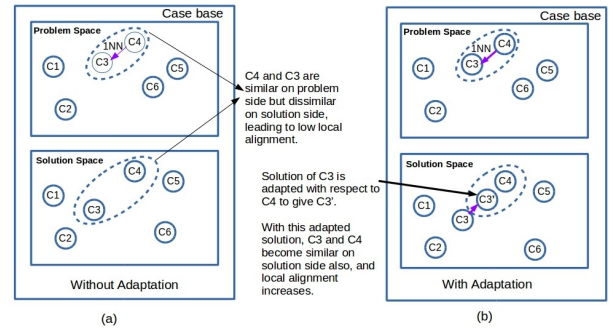 Case base
Problem Space
C4
1NN
C3
C1
C5
C6
C2
Solution Space
C4
C5
C1
C3
C2
C6
Without Adaptation
(a)
C4 and C3 are
similar on problem
side but dissimilar
on solution side,
leading to low local
alignment.
Solution of C3 is
adapted with respect to
C4 to give C3'.
With this adapted
solution, C3 and C4
become similar on
solution side also, and
local alignment
increases.
Case base
Problem Space
C4
1NN
C3
C1
C5
C6
C2
Solution Space
C4
C5
C3'
C1
C3
C2
C6
With Adaptation
(b)